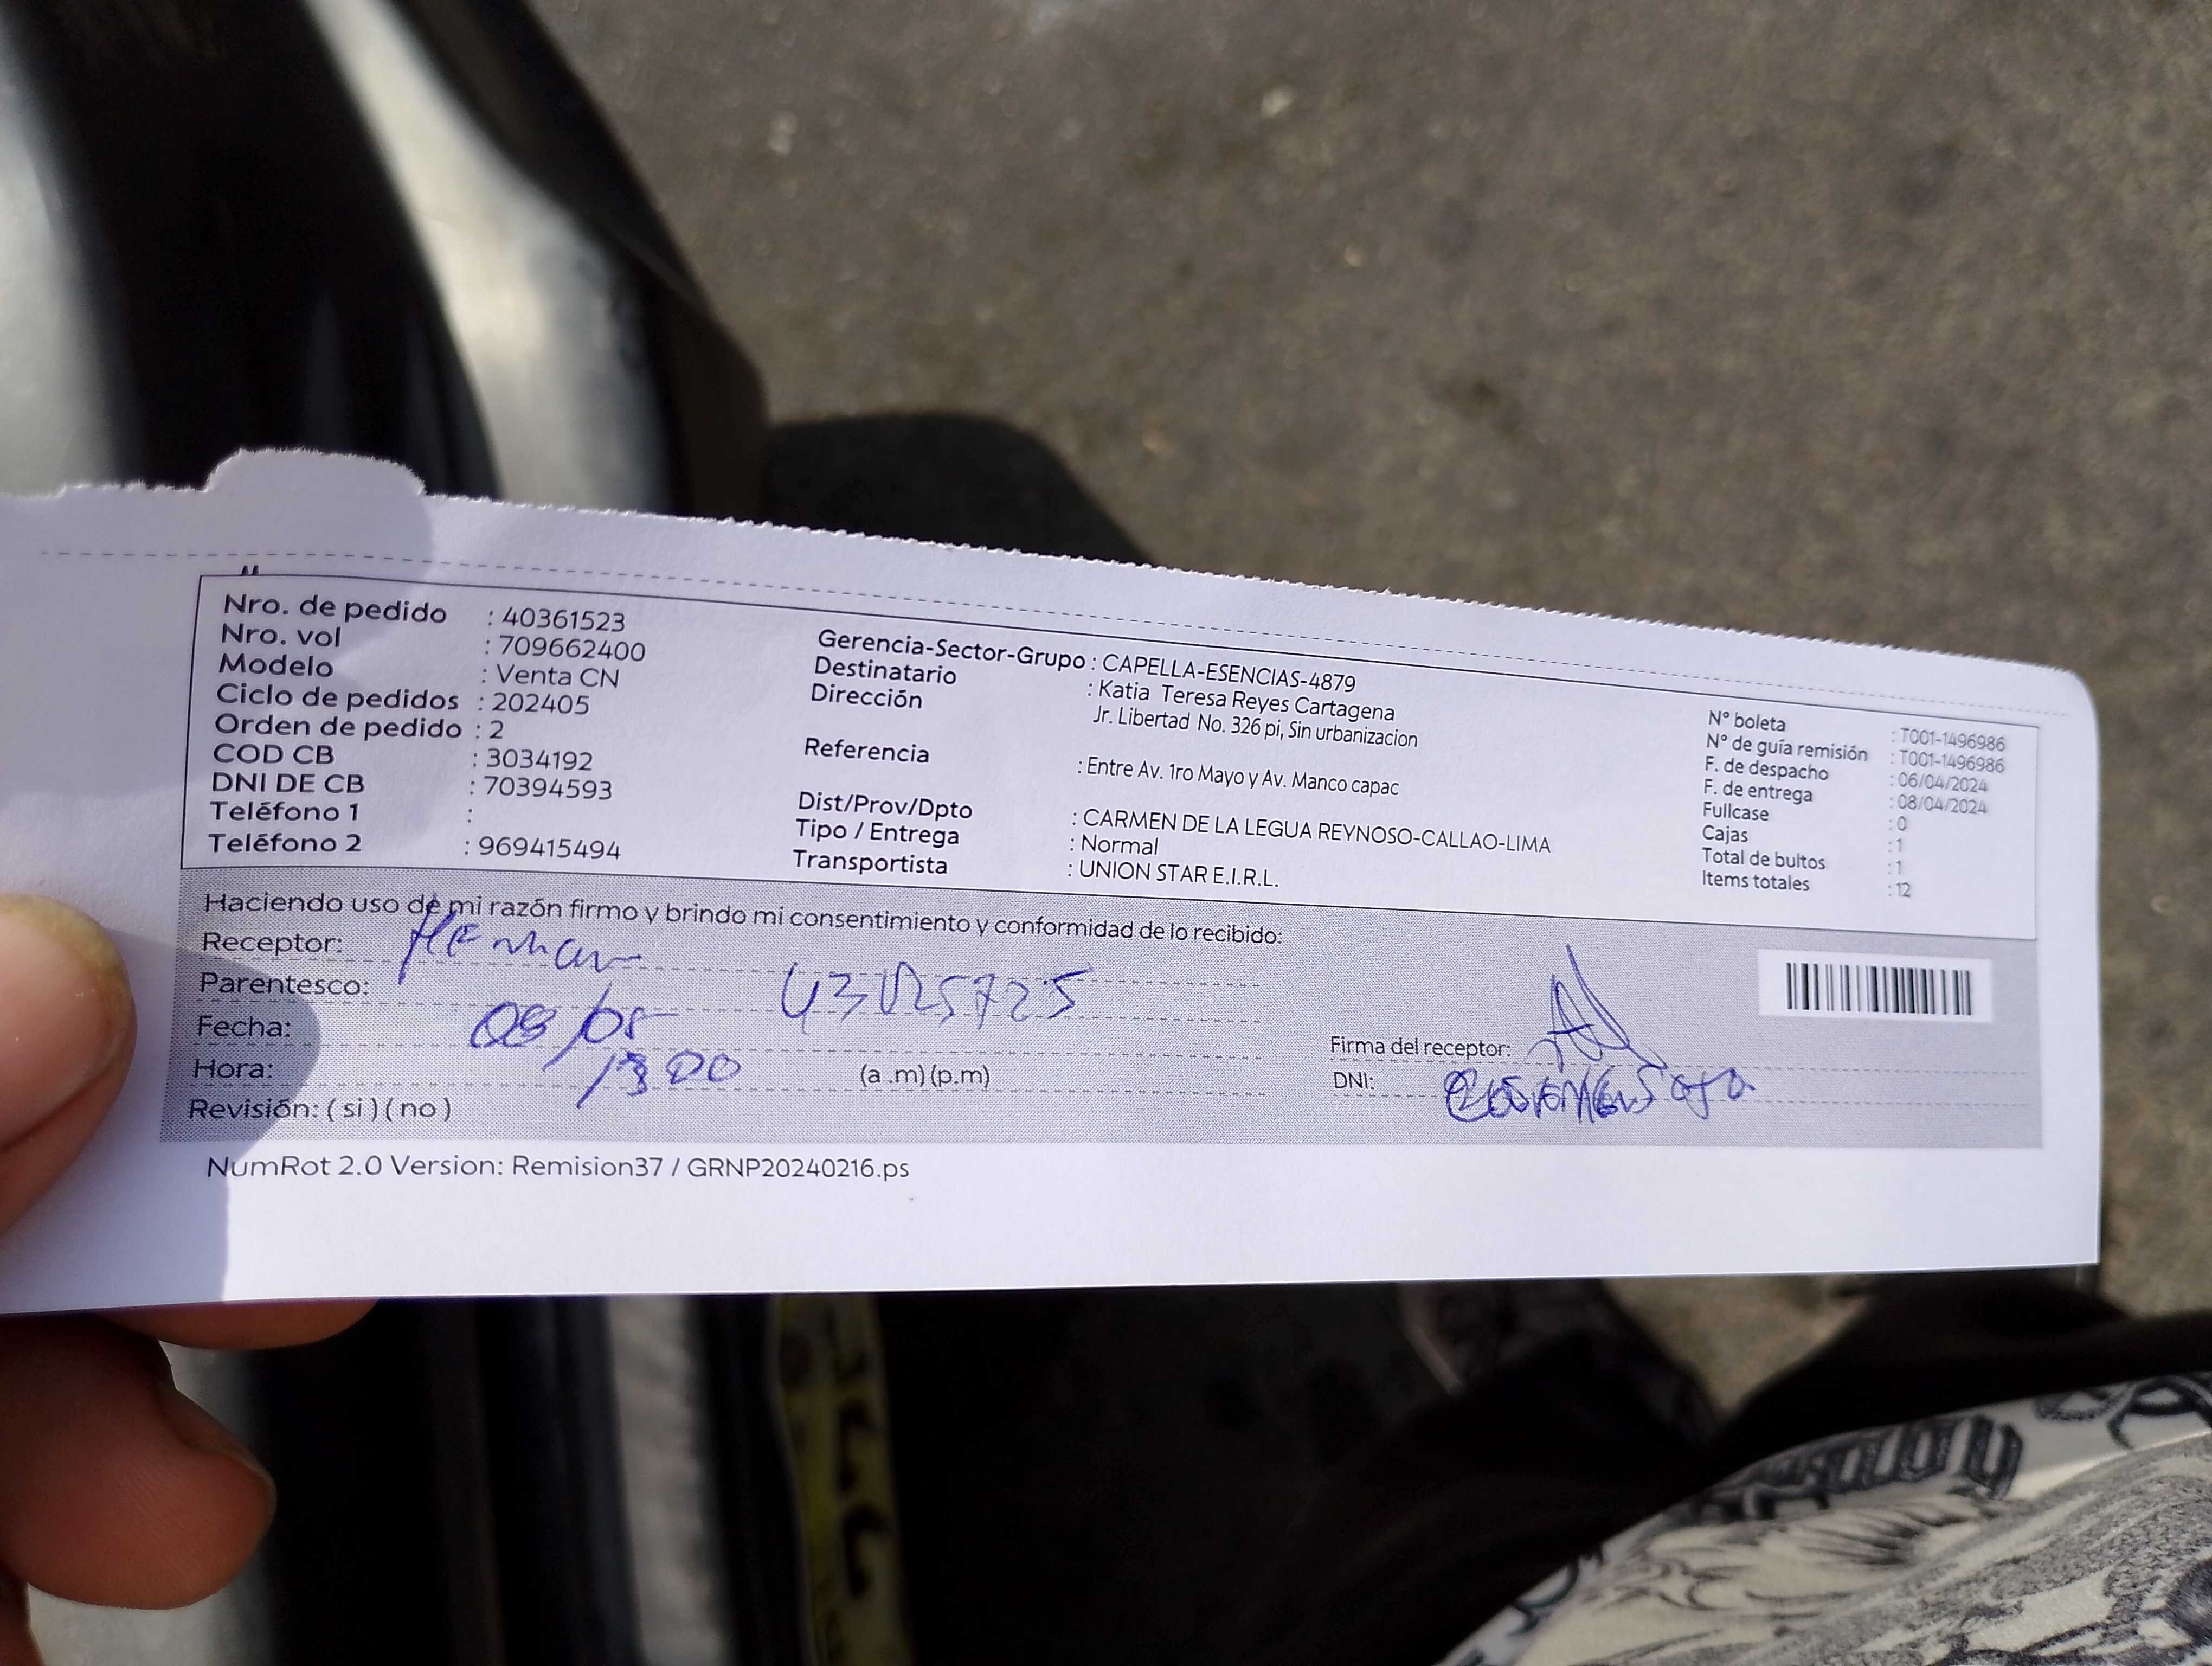 Nro. de pedido : 40361523
Nro. vol : 709662400
Modelo : Venta CN
Ciclo de pedidos : 202405
Orden de pedido : 2
COD CB : 3034192
DNI DE CB : 70394593
Teléfono 1 :
Teléfono 2 : 969415494
Gerencia-Sector-Grupo : CAPELLA-ESENCIAS-4879
Destinatario : Katia Teresa Reyes Cartagena
Dirección Jr. Libertad No. 326 pi, Sin urbanizacion
Referencia : Entre Av. 1ro Mayo y Av. Manco capac
Dist/Prov/Dpto : CARMEN DE LA LEGUA REYNOSO-CALLAO-LIMA
Tipo / Entrega : Normal
Transportista : UNION STAR E.I.R.L.
N° boleta : T001-1496986
N° de guía remisión : T001-1496986
F. de despacho : 06/04/2024
F. de entrega : 08/04/2024
Fullcase : 0
Cajas : 1
Total de bultos : 1
Items totales : 12
Haciendo uso de mi razón firmo y brindo mi consentimiento y conformidad de lo recibido:
Receptor:
Parentesco:
Fecha:
Hora: (a .m) (p.m)
Revisión: ( si ) ( no )
Firma del receptor:
DNI:
NumRot 2.0 Version: Remision37 / GRNP20240216.ps